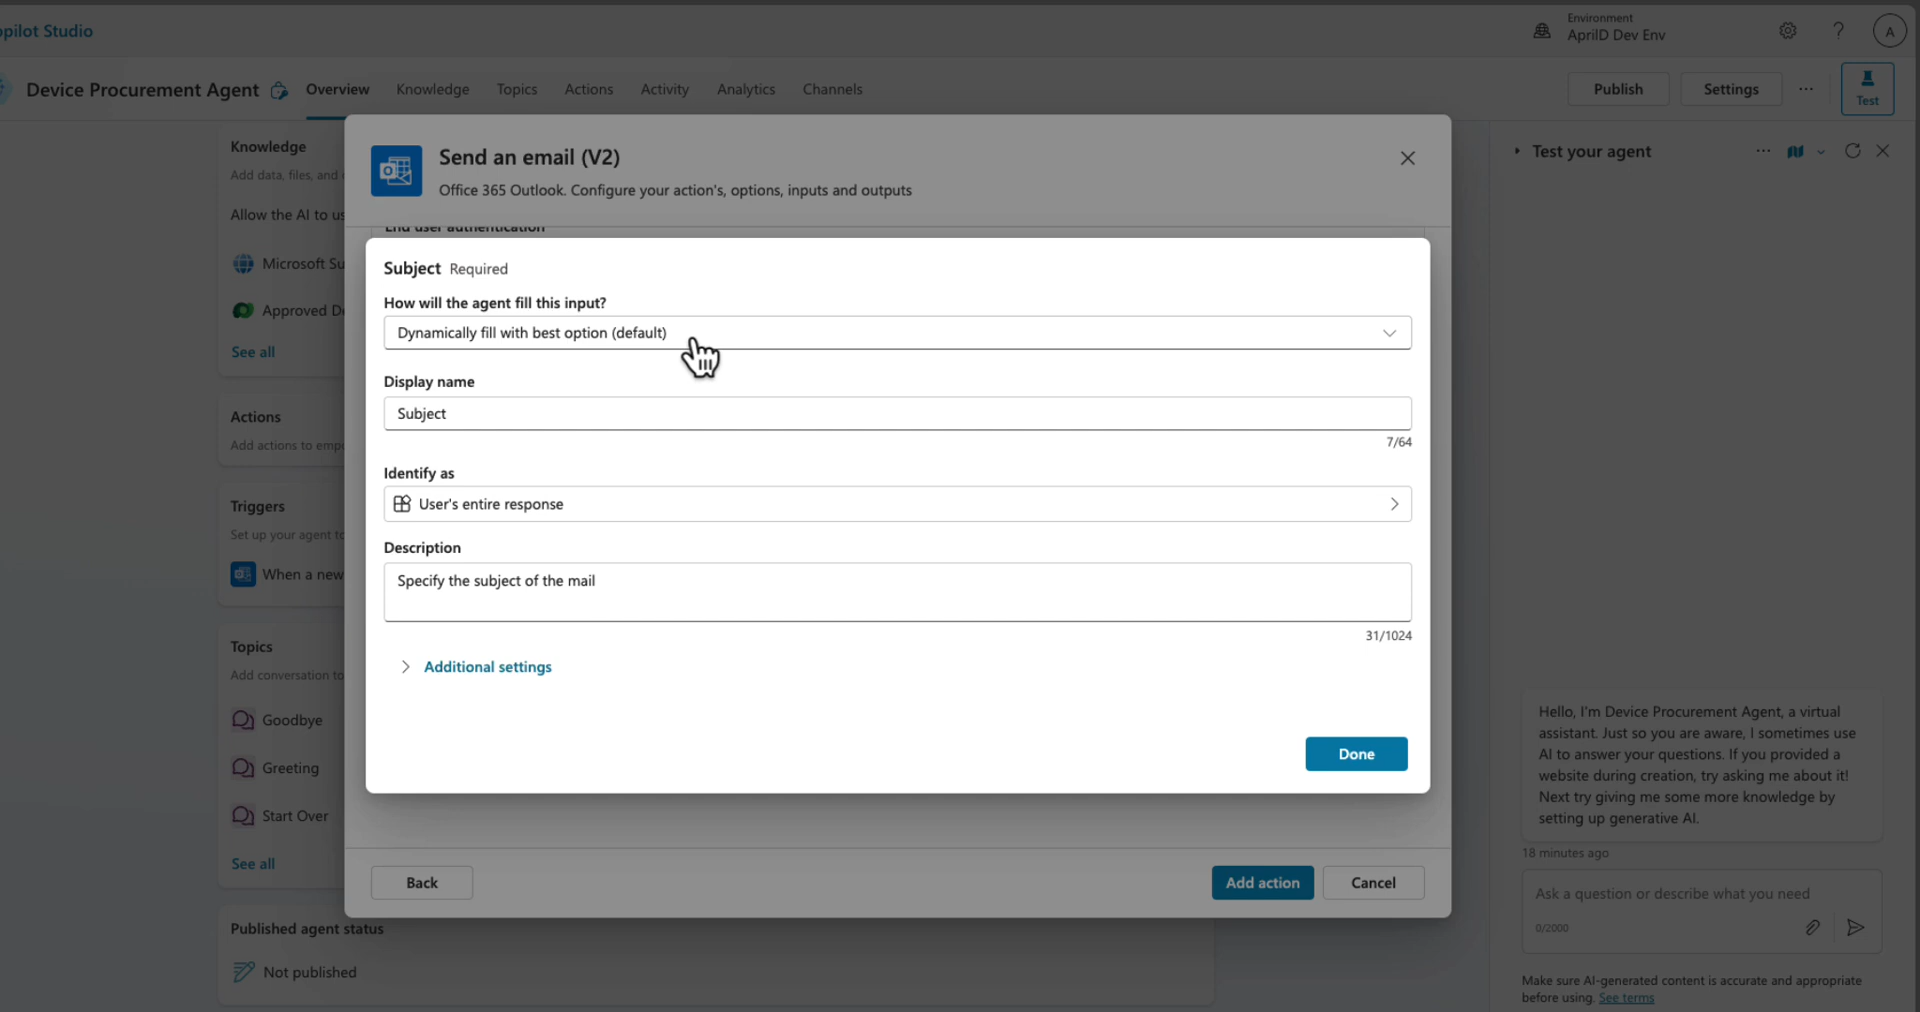 pilot Studio
Environment
AprilD Dev Env
A
Device Procurement Agent
Overview
Knowledge
Topics
Actions
Activity
Analytics
Channels
Publish
Settings
Test
Knowledge
Add data, files, and
Allow the AI to us
Microsoft Su
Approved De
See all
Actions
Add actions to emp
Triggers
Set up your agent to
When a new
Topics
Add conversation to
Goodbye
Greeting
Start Over
See all
Published agent status
Not published
Send an email (V2)
Office 365 Outlook. Configure your action's, options, inputs and outputs
End user authentication
Subject Required
How will the agent fill this input?
Dynamically fill with best option (default)
Display name
Subject
7/64
Identify as
User's entire response
Description
Specify the subject of the mail
31/1024
Additional settings
Done
Back
Add action
Cancel
Test your agent
Hello, I'm Device Procurement Agent, a virtual
assistant. Just so you are aware, I sometimes use
AI to answer your questions. If you provided a
website during creation, try asking me about it!
Next try giving me some more knowledge by
setting up generative AI.
18 minutes ago
Ask a question or describe what you need
0/2000
Make sure AI-generated content is accurate and appropriate
before using. See terms